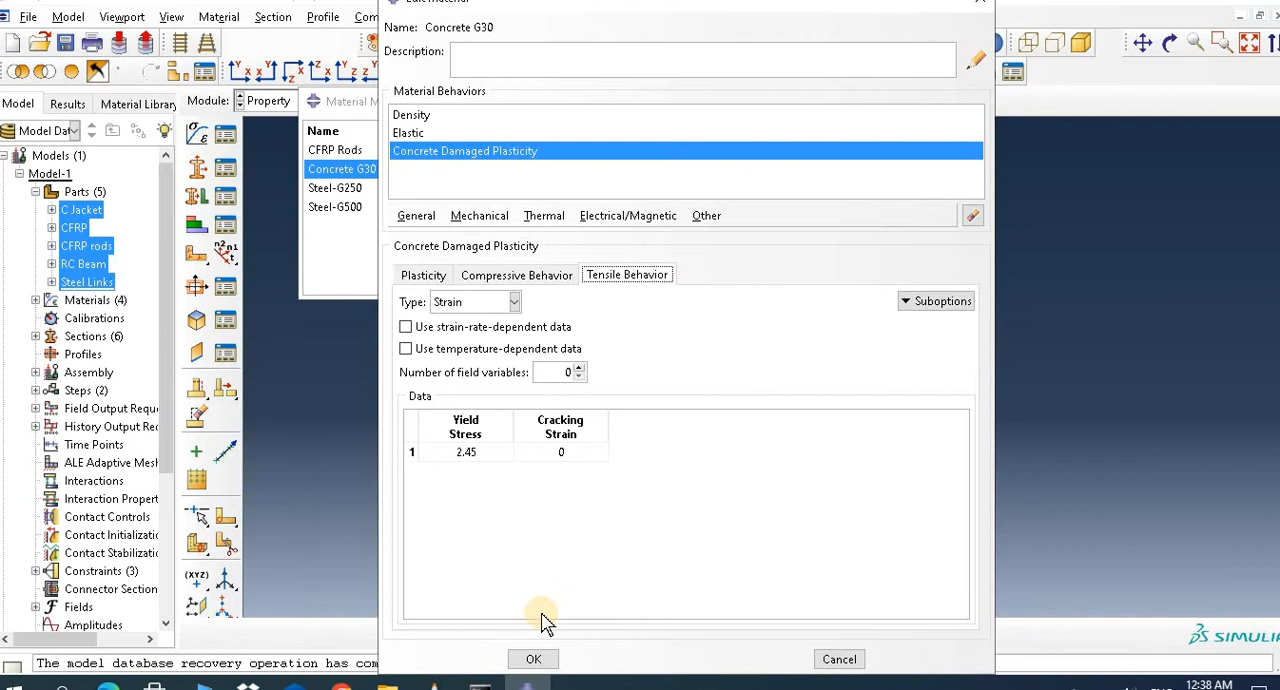 Name: Concrete G30
File Model Viewport View Material Section Profile
Description:
Model Results Material Library Module: Property
Material Behaviors
Name
Density
Model Dat
CFRP Rods
Elastic
Models (1)
Concrete G30
Concrete Damaged Plasticity
Model-1
Steel-G250
Parts (5)
Steel-G500
C Jacket
General Mechanical Thermal Electrical/Magnetic Other
CFRP
CFRP rods
Concrete Damaged Plasticity
RC Beam
Plasticity Compressive Behavior Tensile Behavior
Steel Links
Materials (4)
Type: Strain Suboptions
Calibrations
Use strain-rate-dependent data
Sections (6)
Use temperature-dependent data
Profiles
Number of field variables: 0
Assembly
Steps (2)
Data
Field Output Reque
Yield Stress Cracking Strain
History Output Re
Time Points
1 2.45 0
ALE Adaptive Mesh
Interactions
Interaction Propert
Contact Controls
Contact Initializatio
Contact Stabilizatio
Constraints (3)
Connector Section
Fields
Amplitudes
SIMULIA
OK Cancel
The model database recovery operation has com
12:38 AM